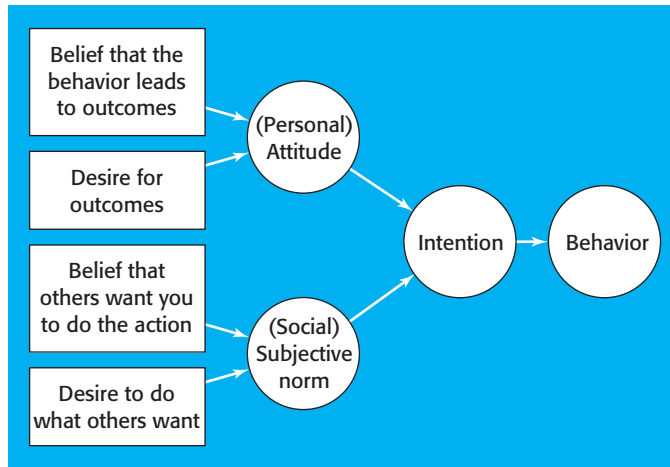 Belief that the
behavior leads
to outcomes
Desire for
outcomes
Belief that
others want you
to do the action
Desire to do
what others want
(Personal)
Attitude
(Social)
Subjective
norm
Intention
Behavior